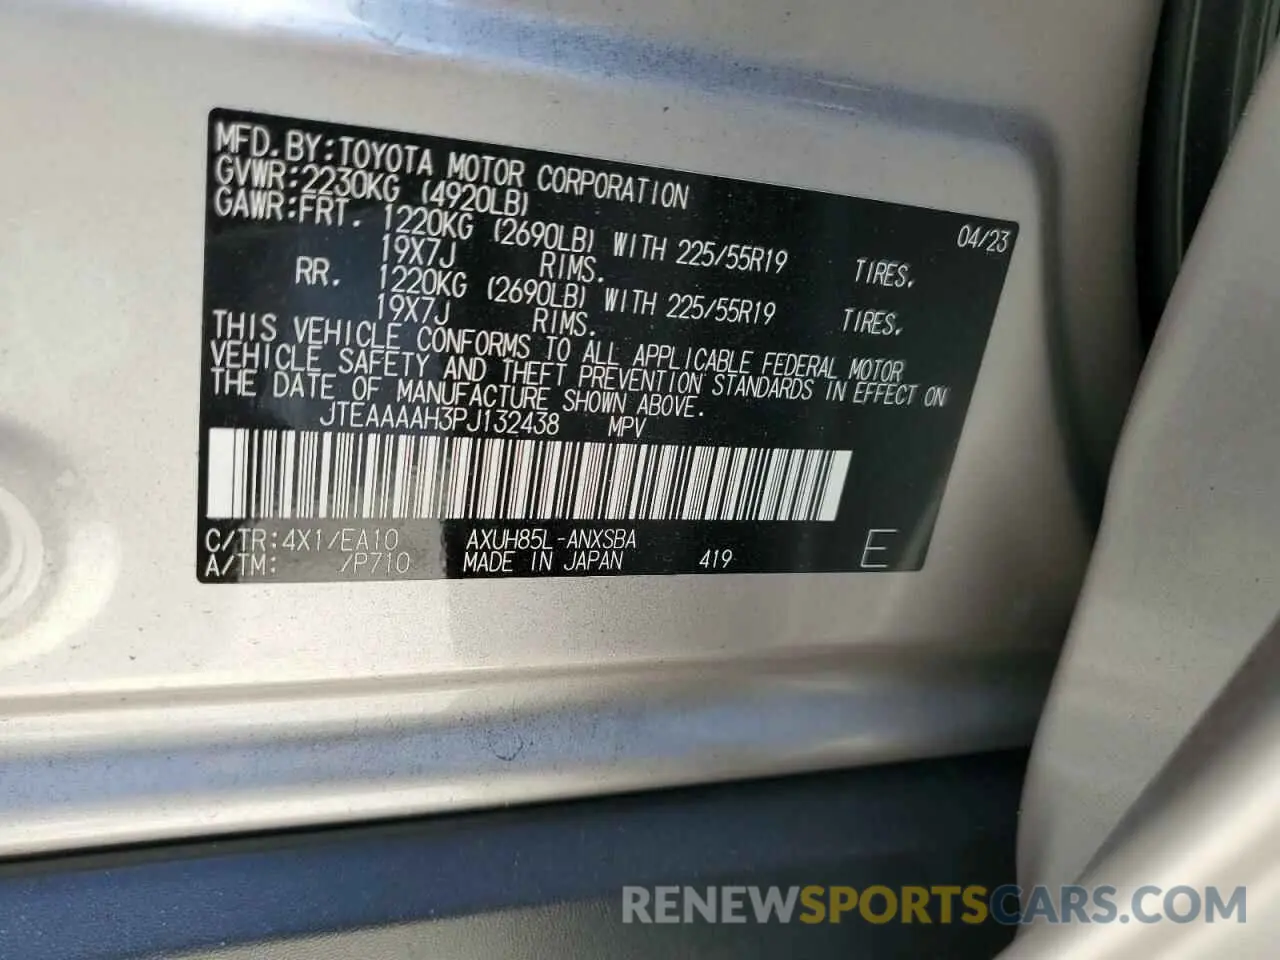 MFD.BY:TOYOTA MOTOR CORPORATION 04/23
GVWR:2230KG (4920LB)
GAWR:FRT. 1220KG (2690LB) WITH 225/55R19 TIRES.
19X7J RIMS.
RR. 1220KG (2690LB) WITH 225/55R19 TIRES.
19X7J RIMS.
THIS VEHICLE CONFORMS TO ALL APPLICABLE FEDERAL MOTOR
VEHICLE SAFETY AND THEFT PREVENTION STANDARDS IN EFFECT ON
THE DATE OF MANUFACTURE SHOWN ABOVE.
JTEAAAAH3PJ132438 MPV
C/TR:4X1/EA10 AXUH85L-ANXSBA
A/TM: /P710 MADE IN JAPAN 419 E
RENEWSPORTSCARS.COM